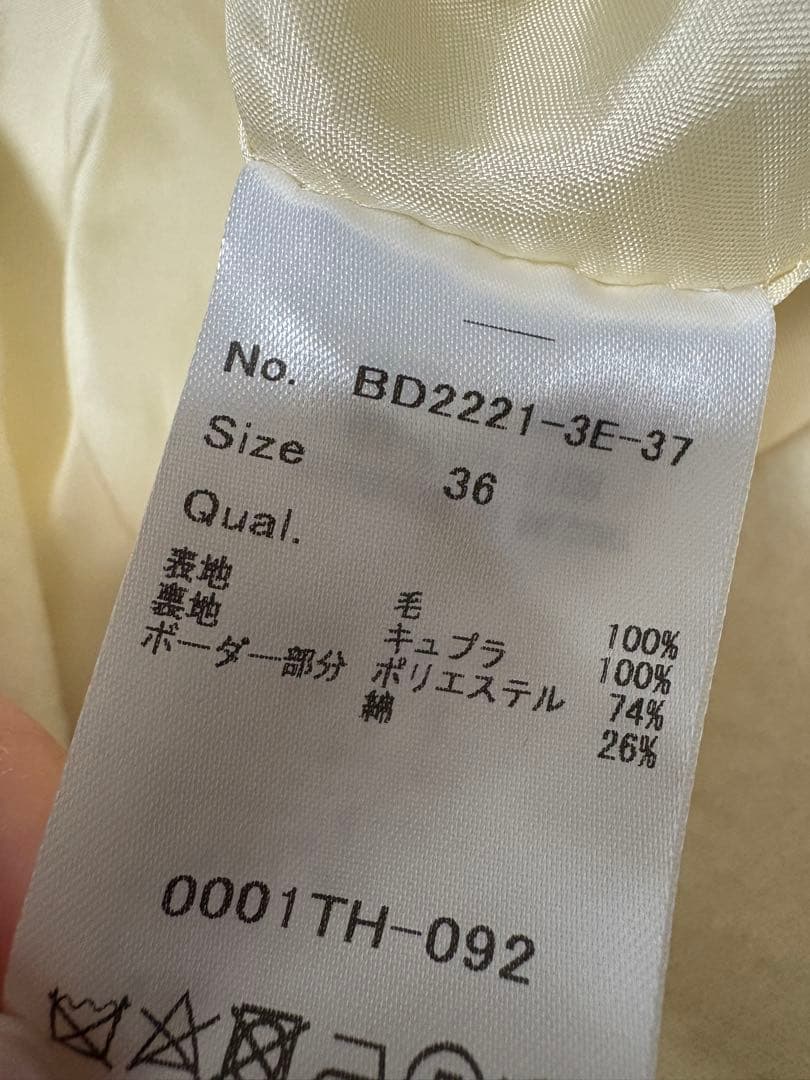 No. BD2221-3E-37
Size 36
Qual.
表地 毛 100%
裏地 キュプラ 100%
ボーダー部分 ポリエステル 74%
綿 26%
0001TH-092